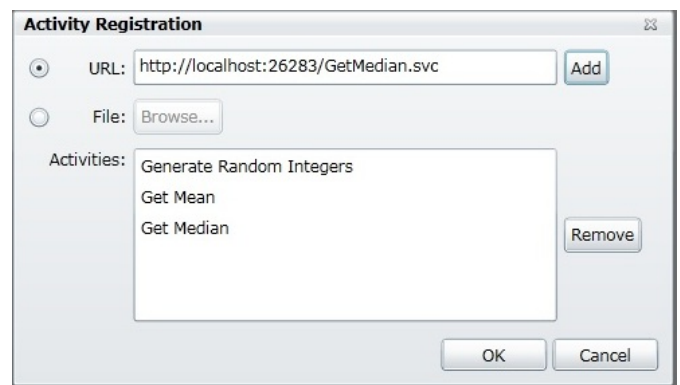 Activity Registration
URL: http://localhost:26283/GetMedian.svc Add
File: Browse...
Activities:
Generate Random Integers
Get Mean
Get Median
Remove
OK Cancel